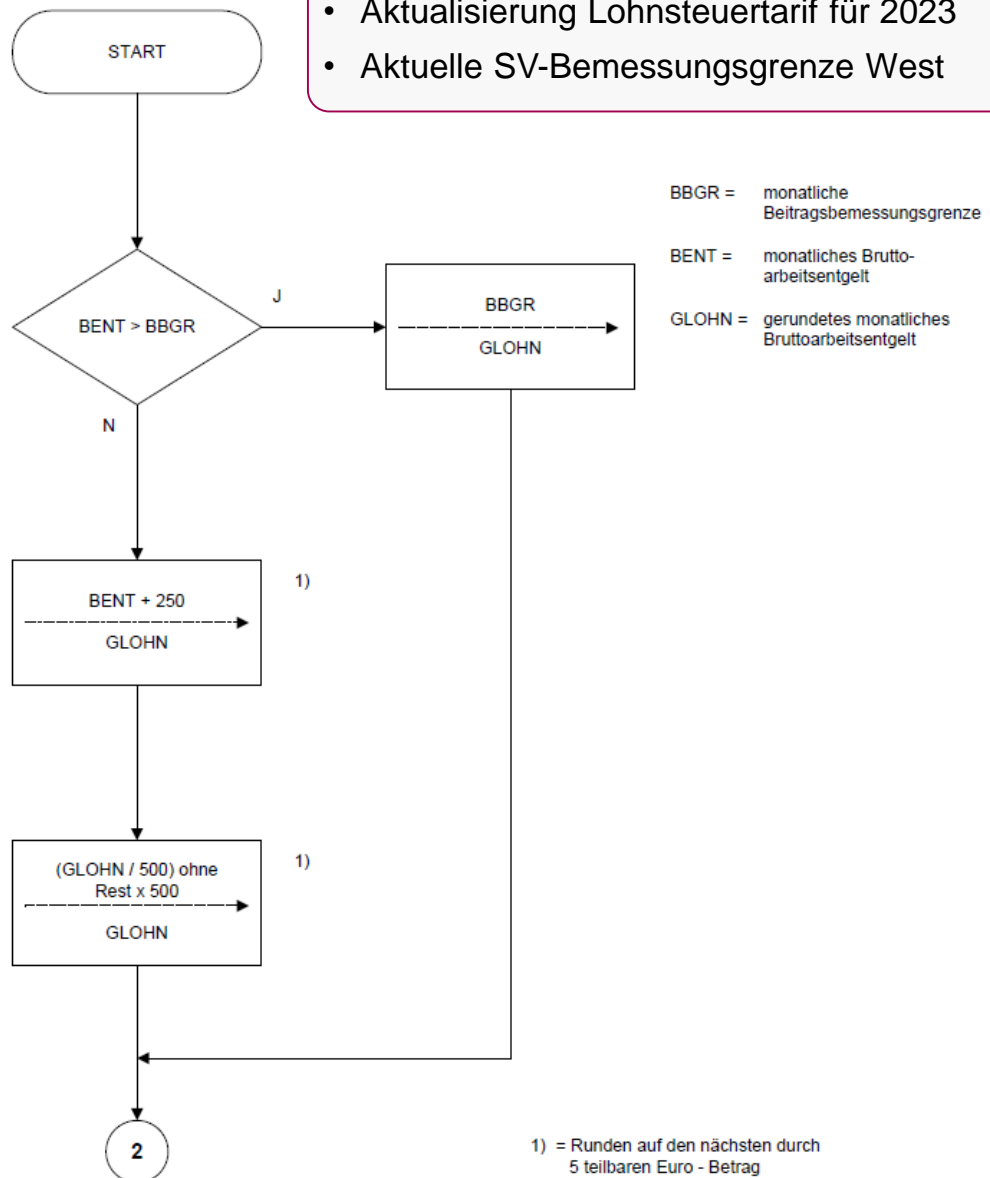 • Aktualisierung Lohnsteuertarif für 2023
• Aktuelle SV-Bemessungsgrenze West
START
BBGR = monatliche
Beitragsbemessungsgrenze
BENT = monatliches Brutto-
arbeitsentgelt
GLOHN = gerundetes monatliches
Bruttoarbeitsentgelt
BENT > BBGR
J
BBGR
GLOHN
N
BENT + 250
GLOHN
1)
(GLOHN / 500) ohne
Rest x 500
GLOHN
1)
2
1) = Runden auf den nächsten durch
5 teilbaren Euro - Betrag